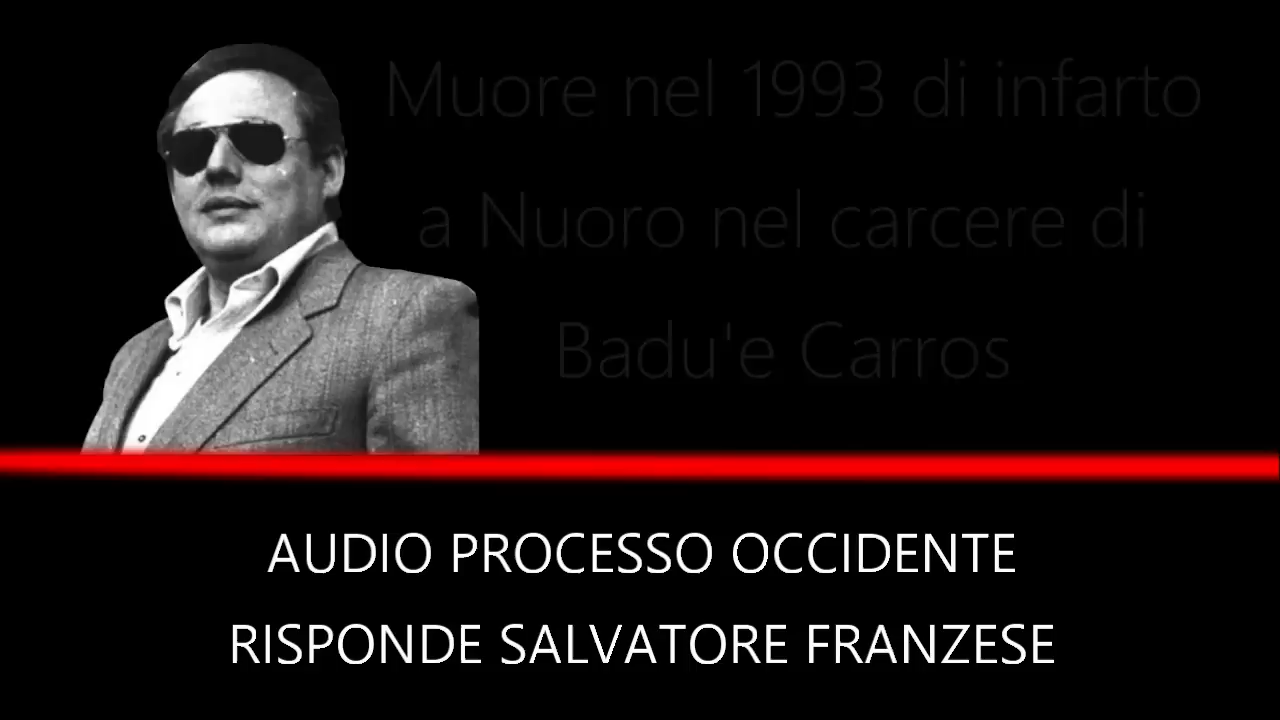 Muore nel 1993 di infarto
a Nuoro nel carcere di
Badu'e Carros
AUDIO PROCESSO OCCIDENTE
RISPONDE SALVATORE FRANZESE